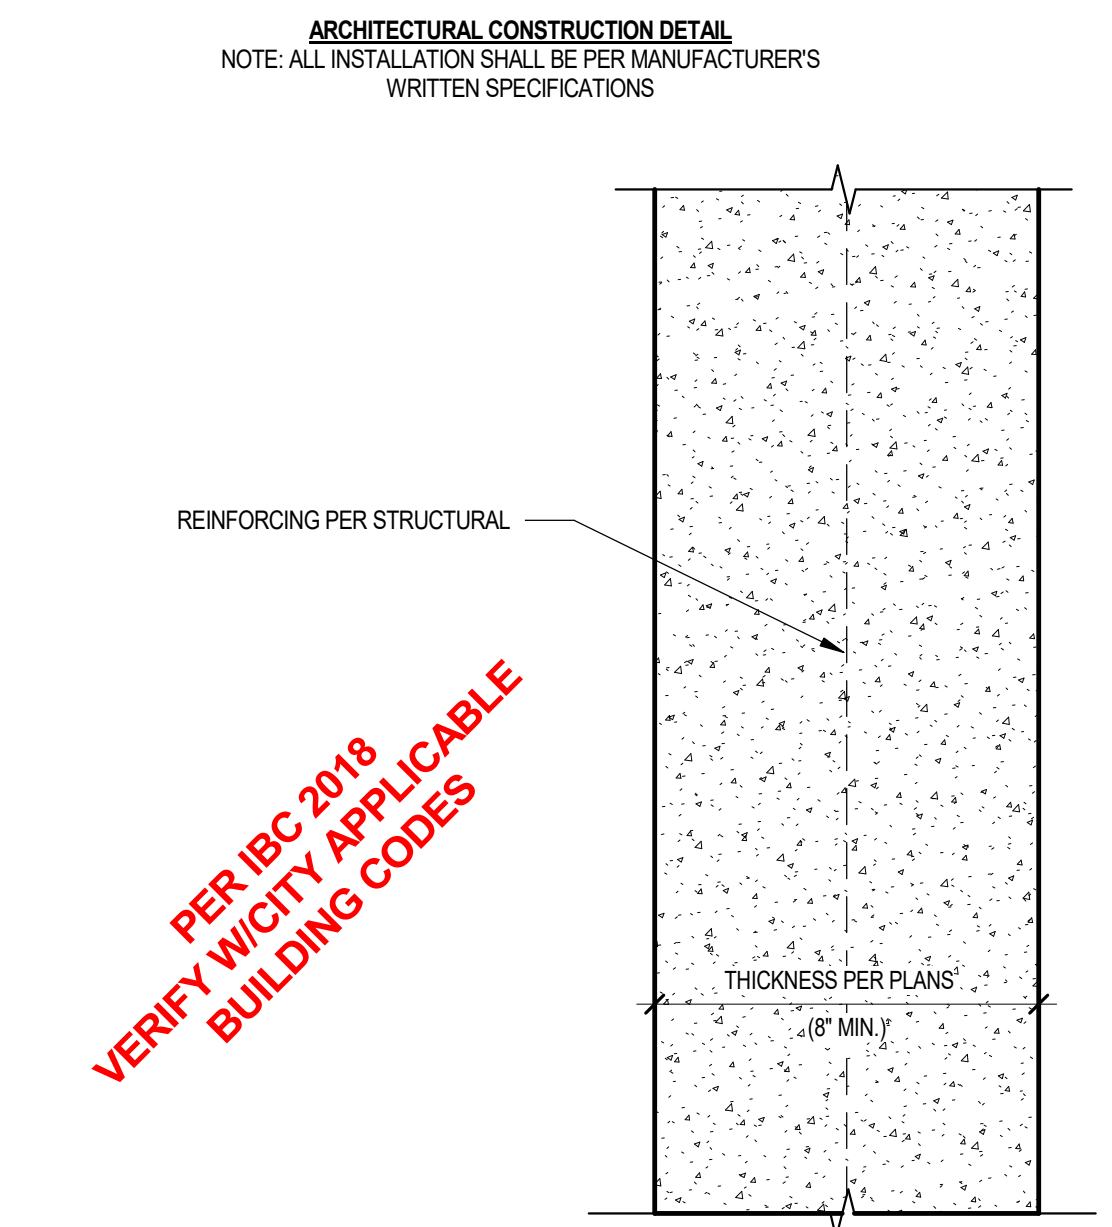 ARCHITECTURAL CONSTRUCTION DETAIL
NOTE: ALL INSTALLATION SHALL BE PER MANUFACTURER'S
WRITTEN SPECIFICATIONS
REINFORCING PER STRUCTURAL
PER IBC 2018
VERIFY W/CITY APPLICABLE
BUILDING CODES
THICKNESS PER PLANS
(8" MIN.)